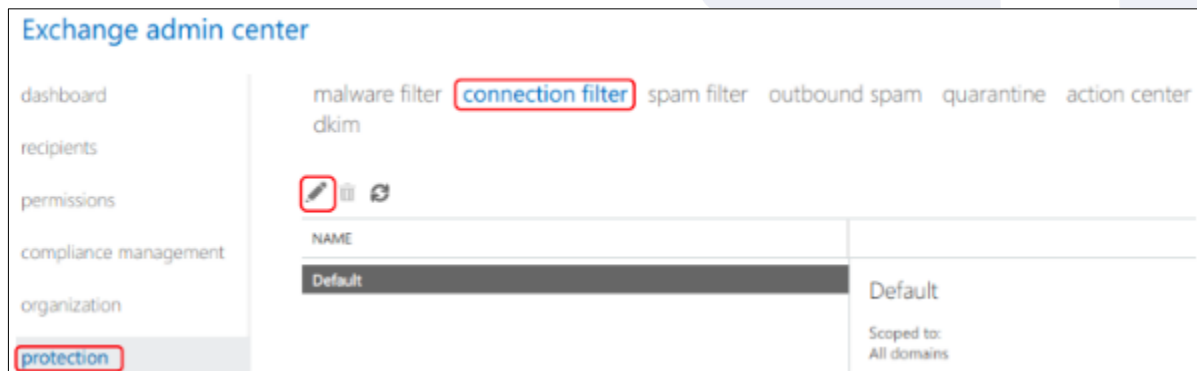 Exchange admin center
dashboard
recipients
permissions
compliance management
organization
protection
malware filter connection filter spam filter outbound spam quarantine action center
dkim
NAME
Default
Default
Scoped to:
All domains